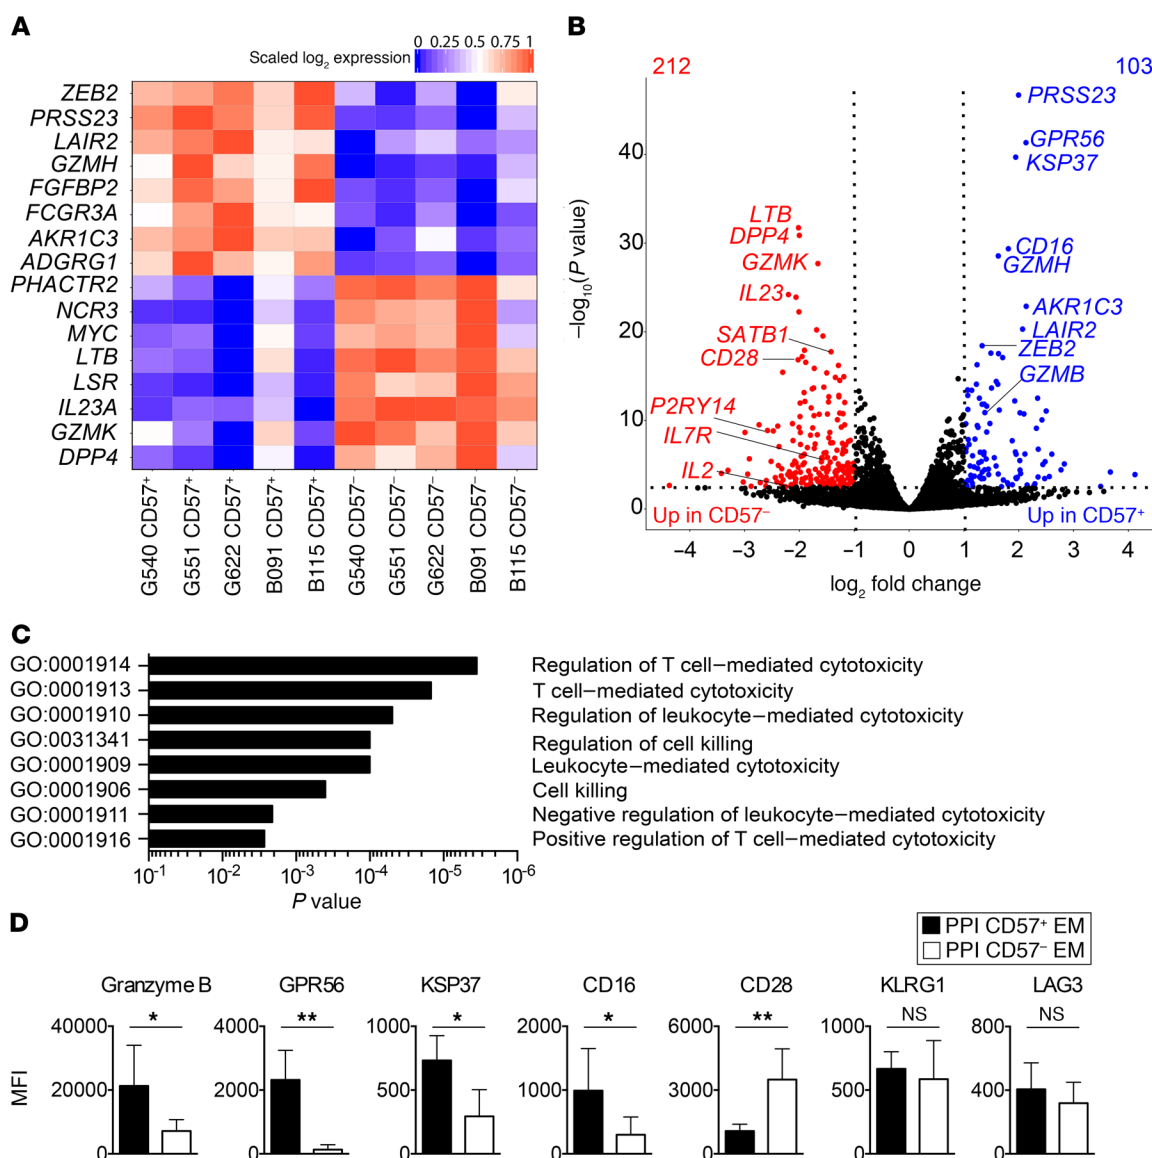 A
Scaled log2 expression
0 0.25 0.5 0.75 1
ZEB2
PRSS23
LAIR2
GZMH
FGFBP2
FCGR3A
AKR1C3
ADGRG1
PHACTR2
NCR3
MYC
LTB
LSR
IL23A
GZMK
DPP4
G540 CD57+
G551 CD57+
G622 CD57+
B091 CD57+
B115 CD57+
G540 CD57−
G551 CD57−
G622 CD57−
B091 CD57−
B115 CD57−
B
212
103
−log10(P value)
40
30
20
10
0
PRSS23
GPR56
KSP37
CD16
GZMH
AKR1C3
LAIR2
ZEB2
GZMB
LTB
DPP4
GZMK
IL23
SATB1
CD28
P2RY14
IL7R
IL2
Up in CD57−
Up in CD57+
−4 −3 −2 −1 0 1 2 3 4
log2 fold change
C
GO:0001914 Regulation of T cell–mediated cytotoxicity
GO:0001913 T cell–mediated cytotoxicity
GO:0001910 Regulation of leukocyte–mediated cytotoxicity
GO:0031341 Regulation of cell killing
GO:0001909 Leukocyte–mediated cytotoxicity
GO:0001906 Cell killing
GO:0001911 Negative regulation of leukocyte–mediated cytotoxicity
GO:0001916 Positive regulation of T cell–mediated cytotoxicity
10-1 10-2 10-3 10-4 10-5 10-6
P value
D
PPI CD57+ EM
PPI CD57− EM
MFI
Granzyme B
*
40000
20000
0
GPR56
**
4000
2000
0
KSP37
*
1000
500
0
CD16
*
2000
1000
0
CD28
**
6000
3000
0
KLRG1
NS
1000
500
0
LAG3
NS
800
400
0